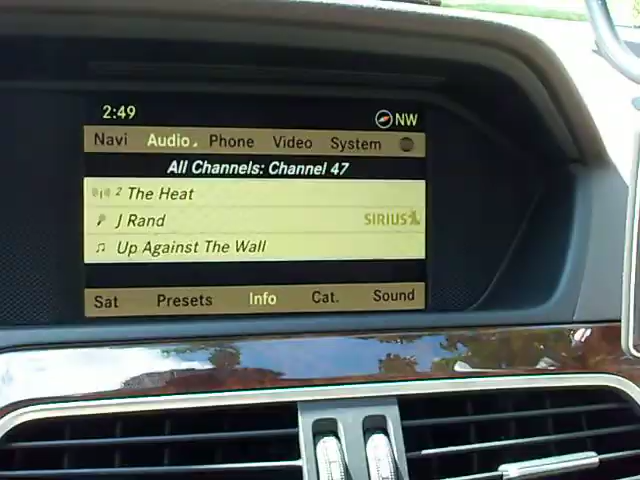 2:49 NW
Navi Audio Phone Video System
All Channels: Channel 47
2 The Heat
J Rand SIRIUS
Up Against The Wall
Sat Presets Info Cat. Sound